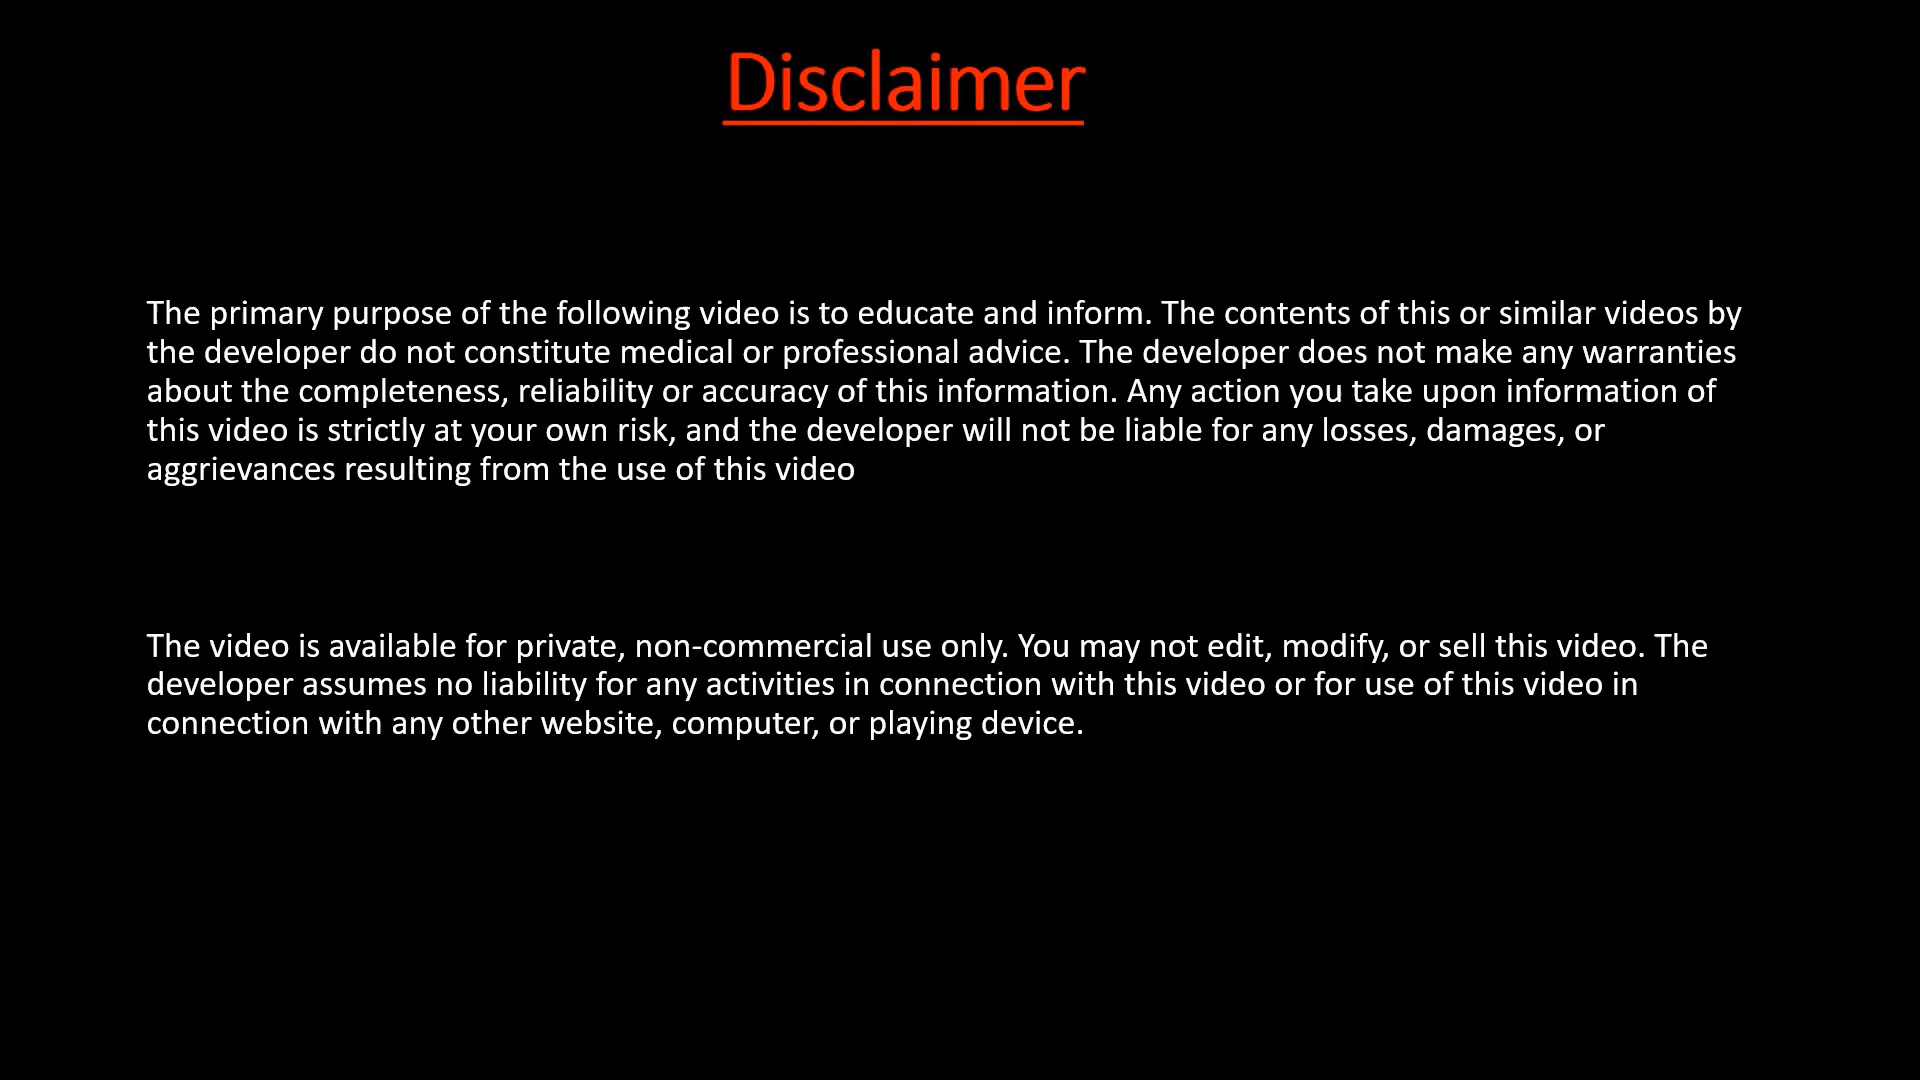 Disclaimer
The primary purpose of the following video is to educate and inform. The contents of this or similar videos by
the developer do not constitute medical or professional advice. The developer does not make any warranties
about the completeness, reliability or accuracy of this information. Any action you take upon information of
this video is strictly at your own risk, and the developer will not be liable for any losses, damages, or
aggrievances resulting from the use of this video
The video is available for private, non-commercial use only. You may not edit, modify, or sell this video. The
developer assumes no liability for any activities in connection with this video or for use of this video in
connection with any other website, computer, or playing device.